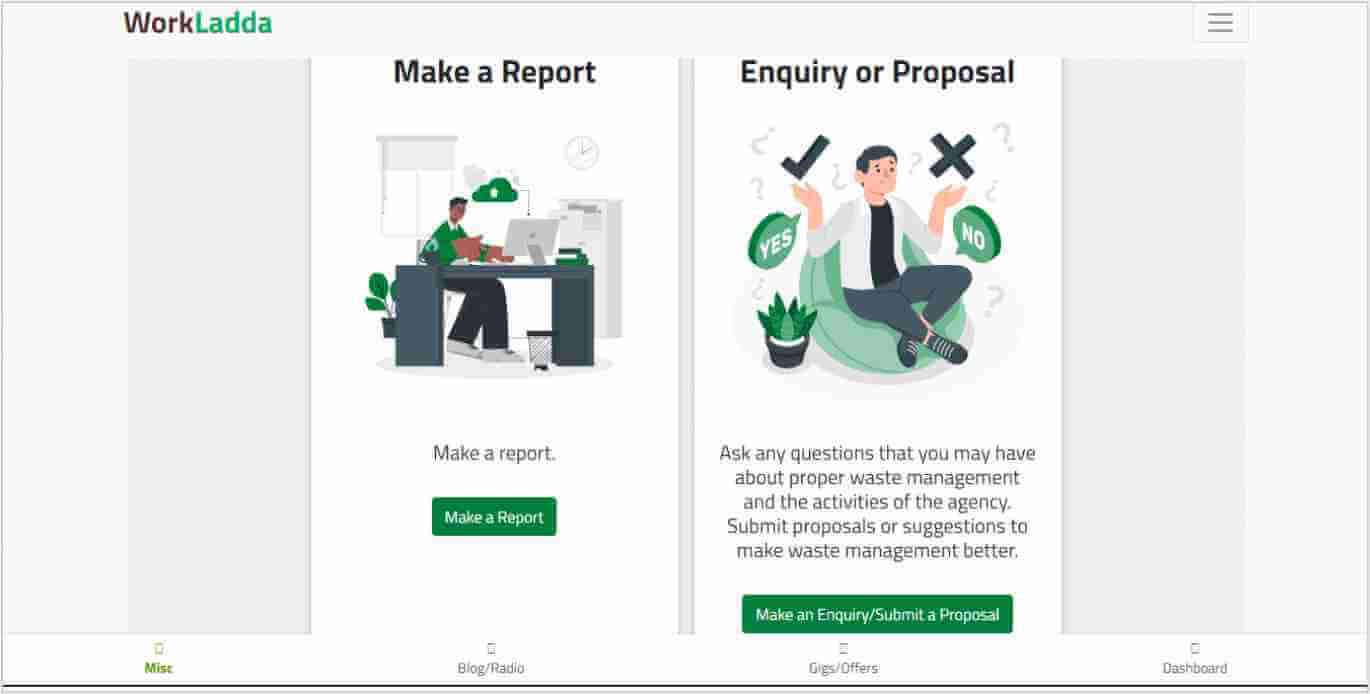 WorkLadda
Make a Report
Enquiry or Proposal
YES
NO
Make a report.
Make a Report
Ask any questions that you may have
about proper waste management
and the activities of the agency.
Submit proposals or suggestions to
make waste management better.
Make an Enquiry/Submit a Proposal
Misc
Blog/Radio
Gigs/Offers
Dashboard